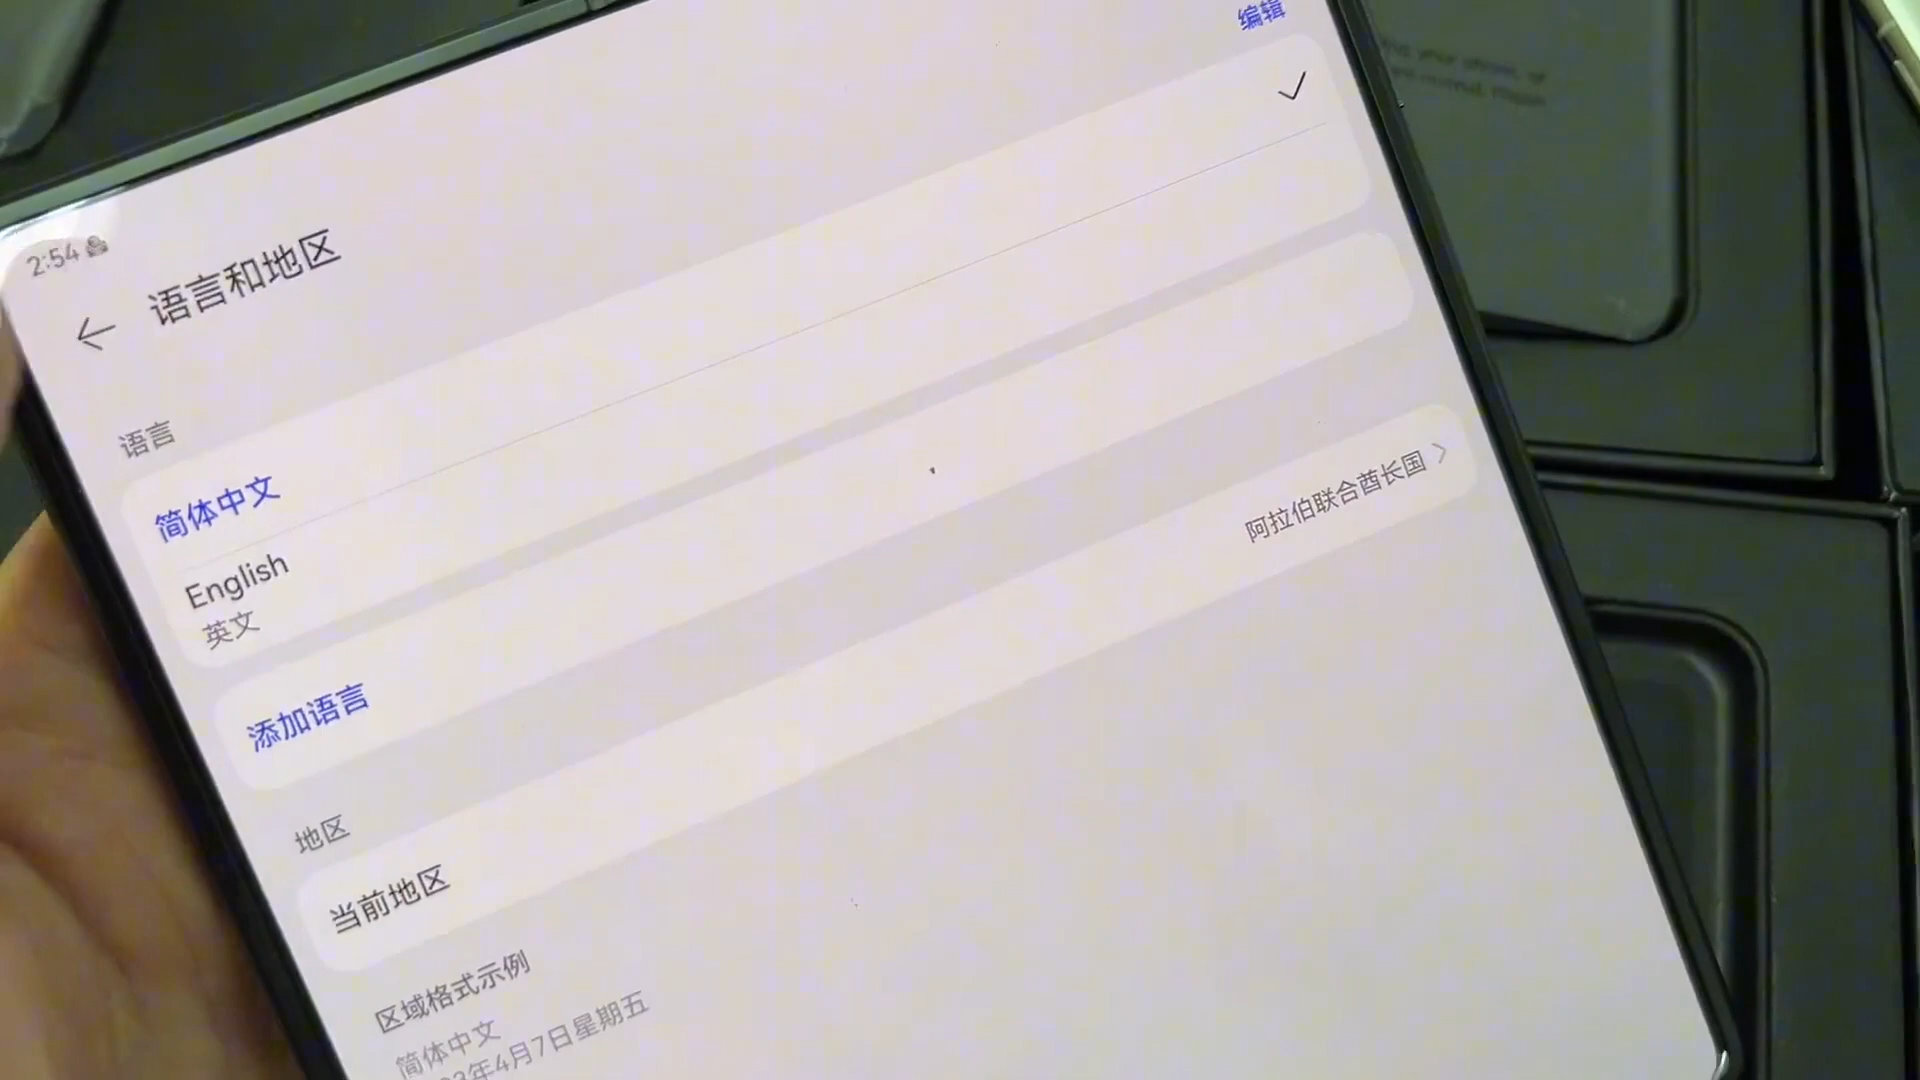 编辑
2:54
语言和地区
语言
简体中文
English
英文
添加语言
地区
当前地区 阿拉伯联合酋长国
区域格式示例
简体中文
3年4月7日星期五